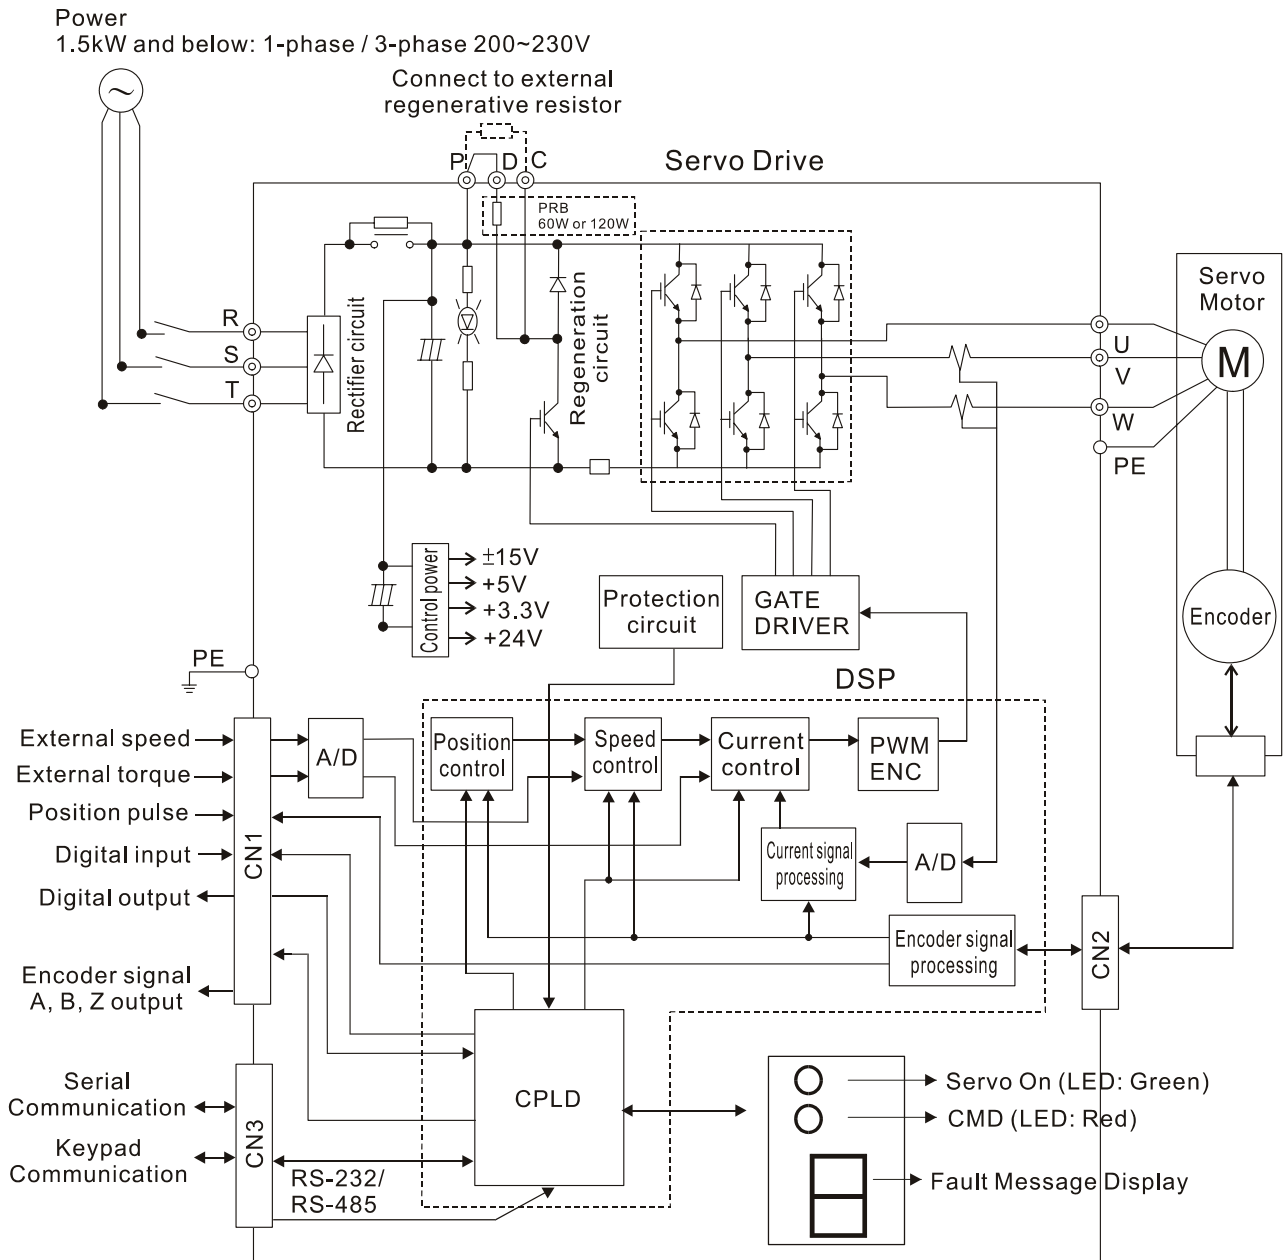 Power
1.5kW and below: 1-phase / 3-phase 200~230V
Connect to external
regenerative resistor
P
D
C
Servo Drive
PRB
60W or 120W
R
S
T
Rectifier circuit
Regeneration
circuit
Servo
Motor
M
U
V
W
PE
Encoder
Control power
±15V
+5V
+3.3V
+24V
Protection
circuit
GATE
DRIVER
PE
DSP
External speed
External torque
Position pulse
Digital input
Digital output
Encoder signal
A, B, Z output
CN1
A/D
Position
control
Speed
control
Current
control
PWM
ENC
Current signal
processing
A/D
Encoder signal
processing
CN2
Serial
Communication
Keypad
Communication
CN3
RS-232/
RS-485
CPLD
Servo On (LED: Green)
CMD (LED: Red)
Fault Message Display